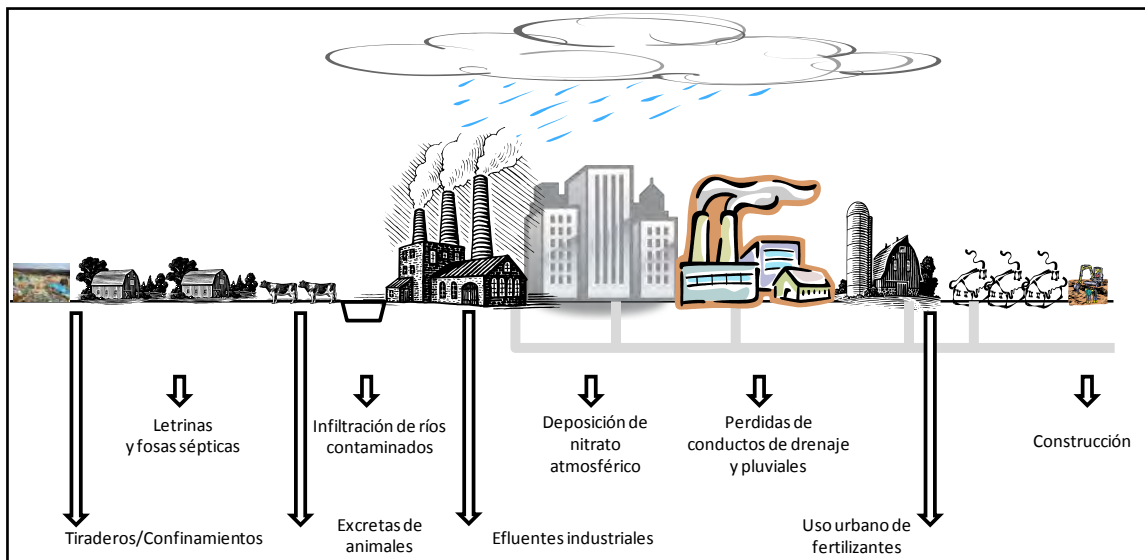 Letrinas
y fosas sépticas
Infiltración de ríos
contaminados
Deposición de
nitrato
atmosférico
Perdidas de
conductos de drenaje
y pluviales
Construcción
Tiraderos/Confinamientos
Excretas de
animales
Efluentes industriales
Uso urbano de
fertilizantes